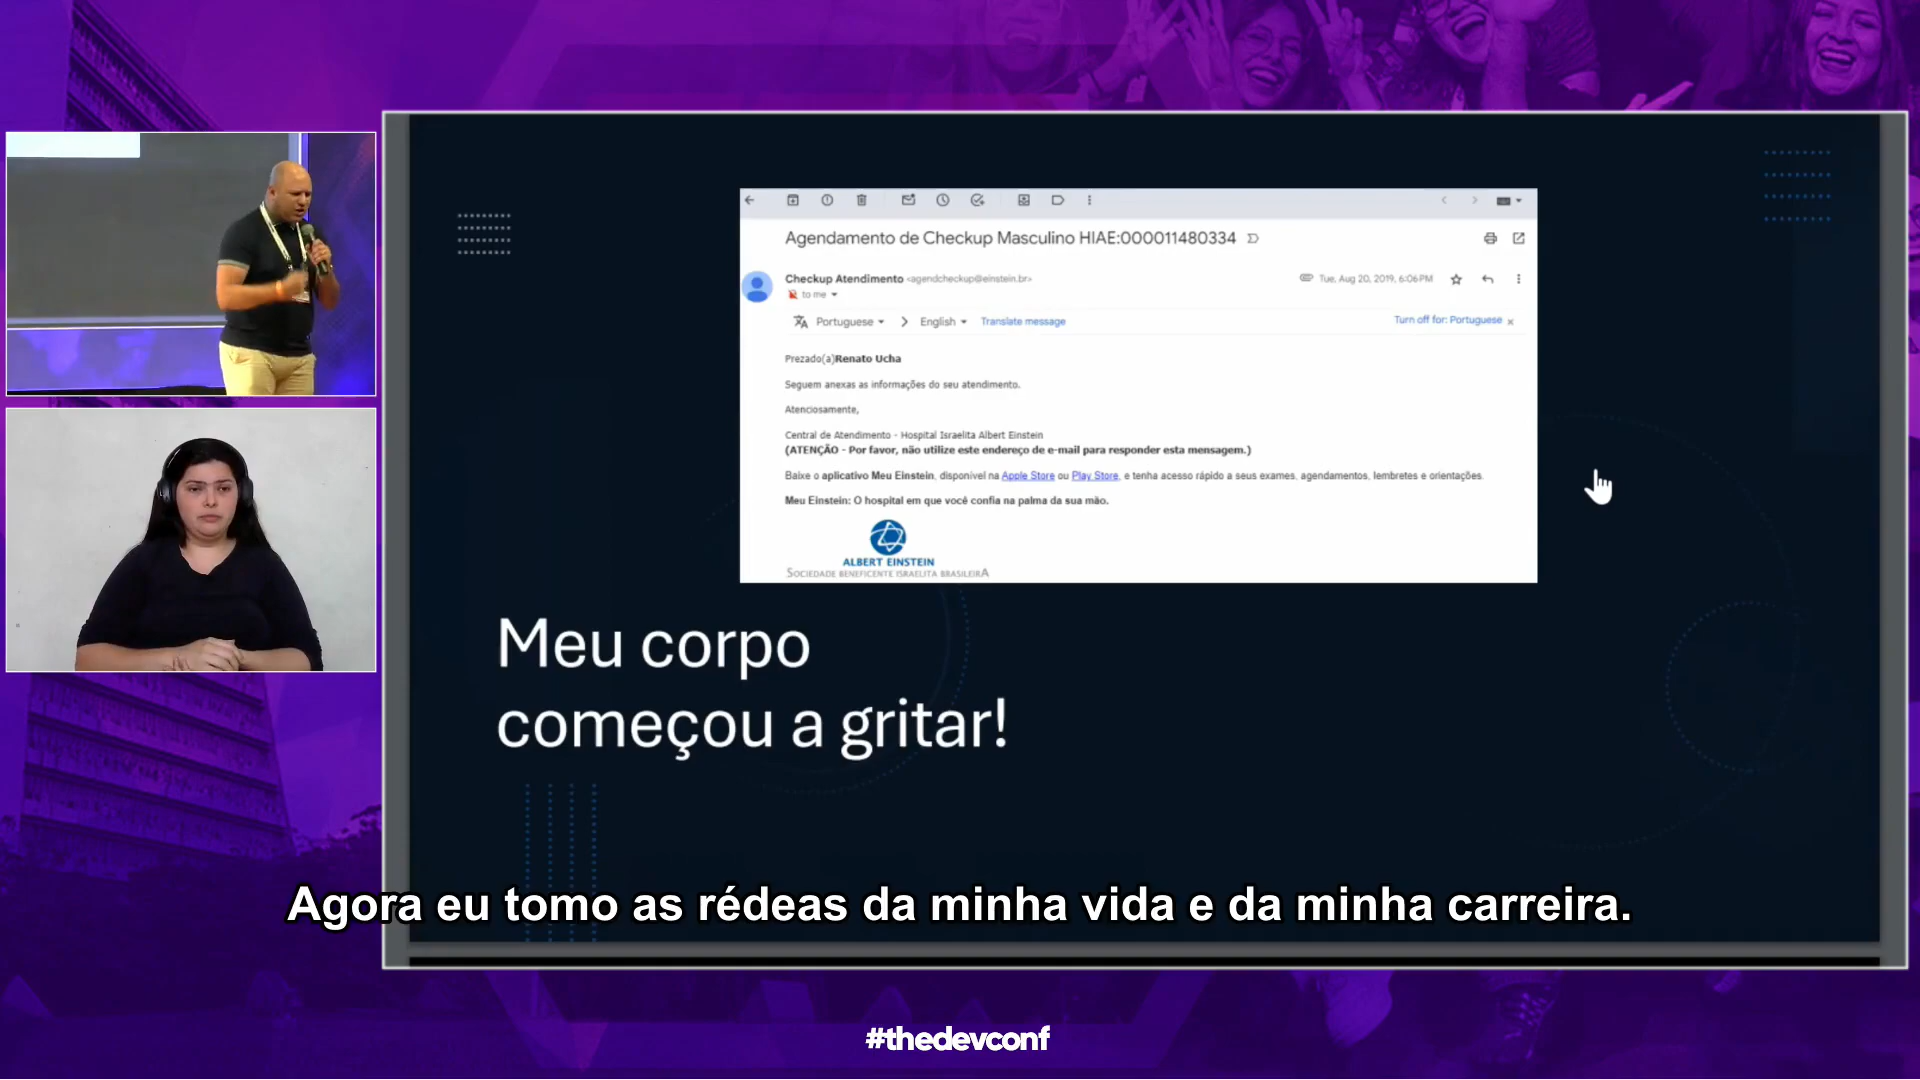 Agendamento de Checkup Masculino HIAE:000011480334
Checkup Atendimento <agendcheckup@einstein.br>
Tue, Aug 20, 2019, 6:06 PM
to me
Portuguese
English
Translate message
Turn off for: Portuguese x
Prezado(a)Renato Ucha
Seguem anexas as informações do seu atendimento.
Atenciosamente,
Central de Atendimento - Hospital Israelita Albert Einstein
(ATENÇÃO - Por favor, não utilize este endereço de e-mail para responder esta mensagem.)
Baixe o aplicativo Meu Einstein, disponível na Apple Store ou Play Store, e tenha acesso rápido a seus exames, agendamentos, lembretes e orientações.
Meu Einstein: O hospital em que você confia na palma da sua mão.
ALBERT EINSTEIN
SOCIEDADE BENEFICENTE ISRAELITA BRASILEIRA
Meu corpo
começou a gritar!
Agora eu tomo as rédeas da minha vida e da minha carreira.
#thedevconf